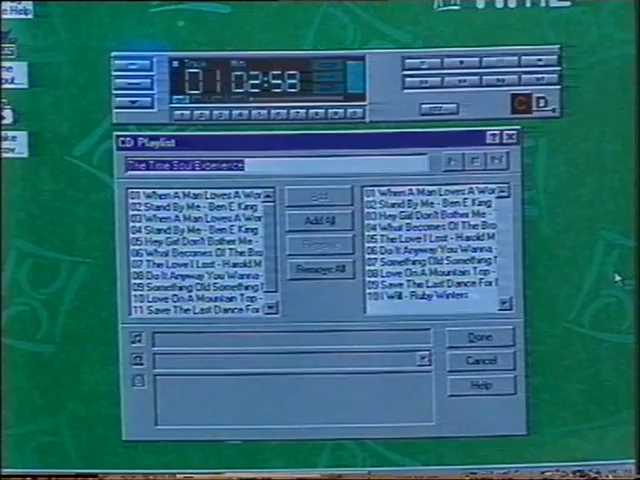 Help
Track
Min
01 02:58
CD
CD Playlist
The Time Soul Experience
01 When A Man Loves A Wor
02 Stand By Me - Ben E King
03 When A Man Loves A Wor
04 Stand By Me - Ben E King
05 Hey Girl Don't Bother Me -
06 What Becomes Of The Bro
07 The Love I Lost - Harold M
08 Do It Anyway You Wanna
09 Something Old Something
10 Love On A Mountain Top -
11 Save The Last Dance For
Add
Add All
Remove
Remove All
01 When A Man Loves A Wor
02 Stand By Me - Ben E King
03 Hey Girl Don't Bother Me -
04 What Becomes Of The Bro
05 The Love I Lost - Harold M
06 Do It Anyway You Wanna
07 Something Old Something
08 Love On A Mountain Top -
09 Save The Last Dance For
10 I Will - Ruby Winters
Done
Cancel
Help